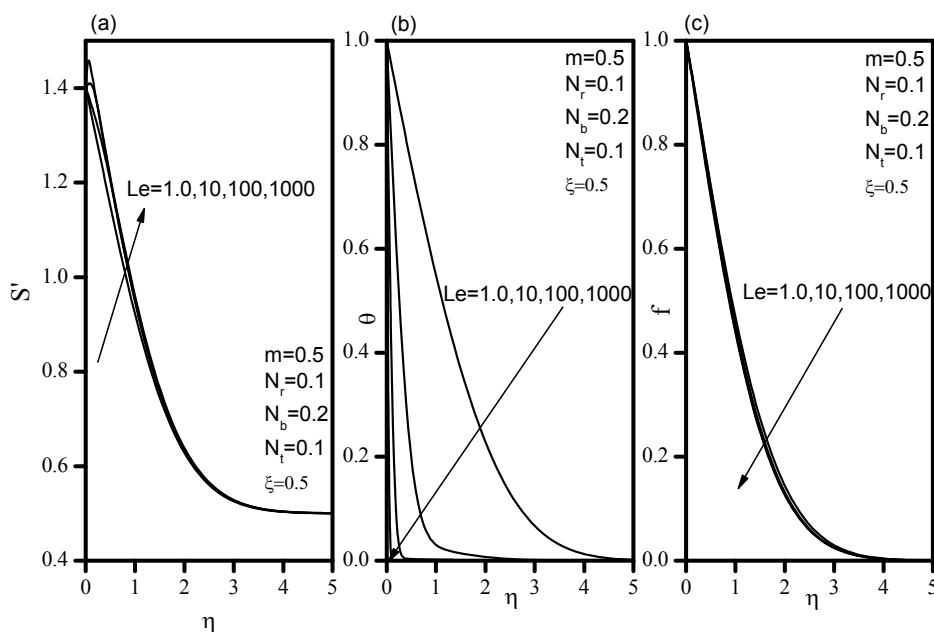 (a)
S'
1.4
1.2
1.0
0.8
0.6
0.4
Le=1.0,10,100,1000
m=0.5
N_r=0.1
N_b=0.2
N_t=0.1
ξ=0.5
0 1 2 3 4 5
η
(b)
θ
1.0
0.8
0.6
0.4
0.2
0.0
m=0.5
N_r=0.1
N_b=0.2
N_t=0.1
ξ=0.5
Le=1.0,10,100,1000
0 1 2 3 4 5
η
(c)
f
1.0
0.8
0.6
0.4
0.2
0.0
m=0.5
N_r=0.1
N_b=0.2
N_t=0.1
ξ=0.5
Le=1.0,10,100,1000
0 1 2 3 4 5
η